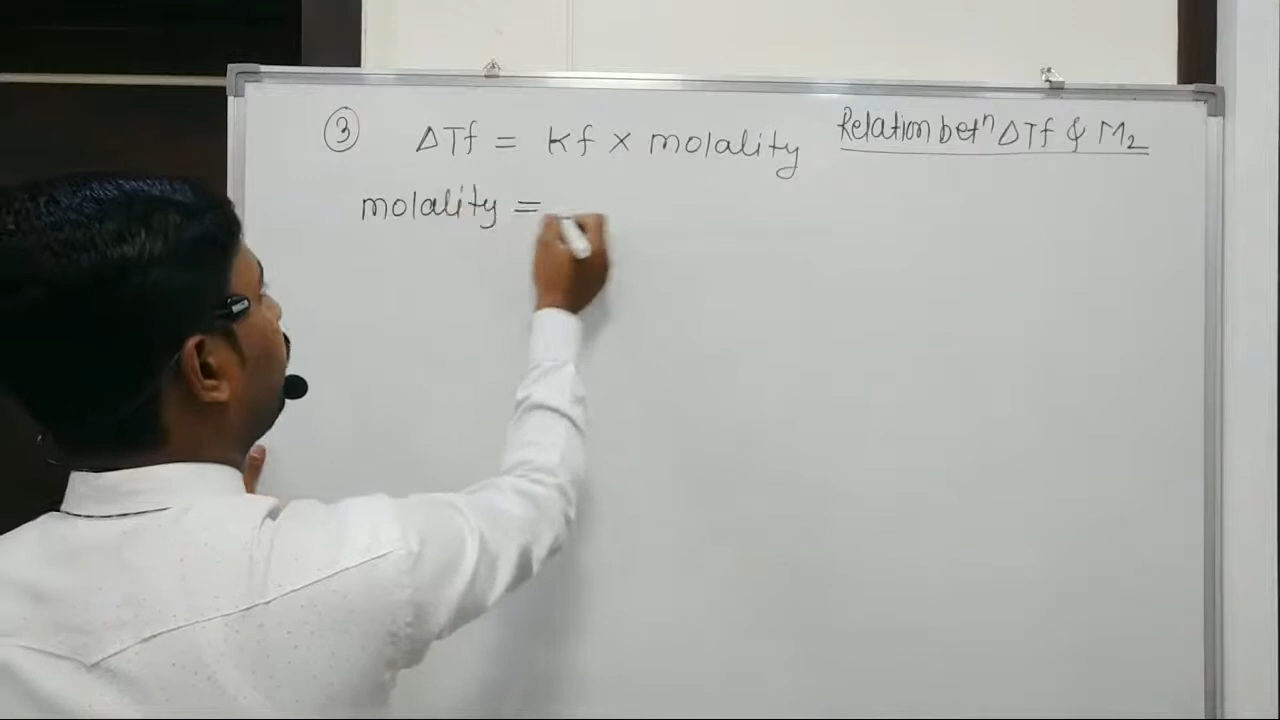 ③ ΔTf = Kf × molality
Relation betⁿ ΔTf & M₂
molality =